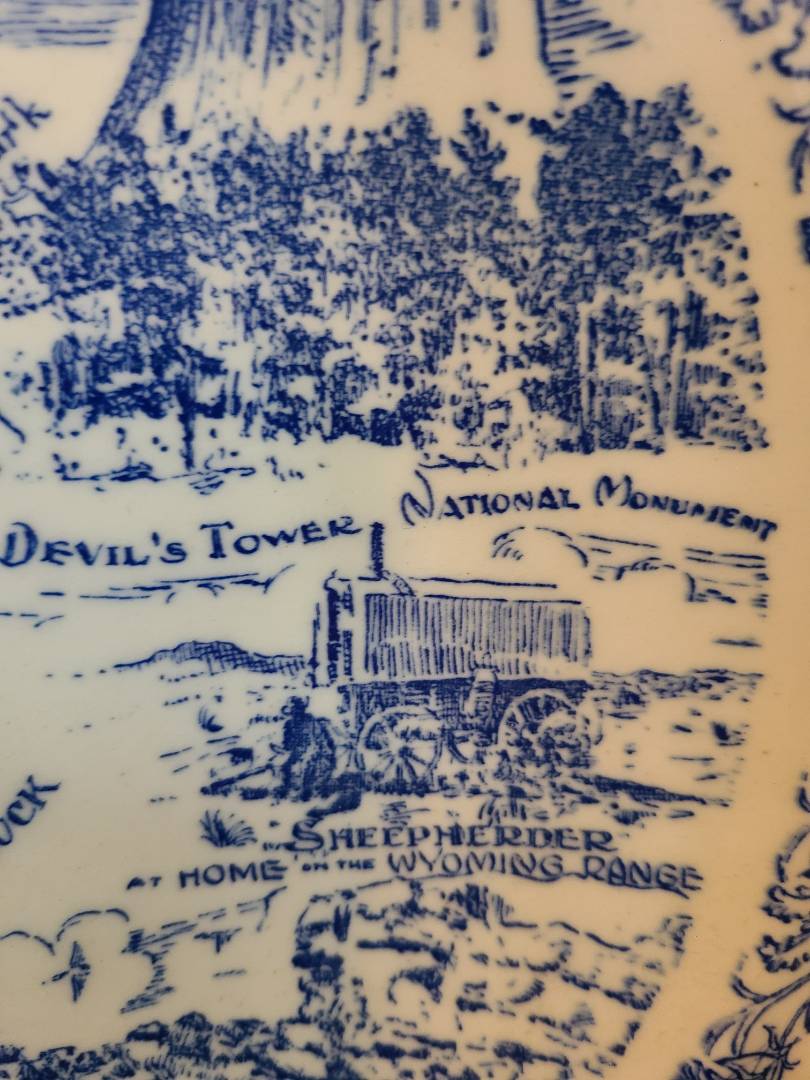 DEVIL'S TOWER NATIONAL MONUMENT
SHEEPHERDER
AT HOME ON THE WYOMING RANGE